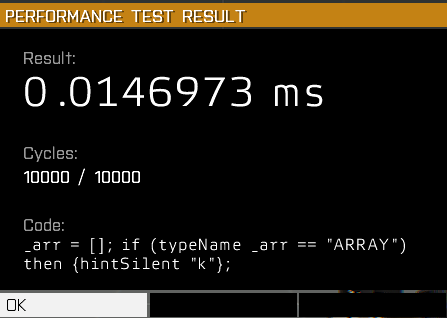 PERFORMANCE TEST RESULT
Result:
0.0146973 ms
Cycles:
10000 / 10000
Code:
_arr = []; if (typeName _arr == "ARRAY")
then {hintSilent "k"};
OK